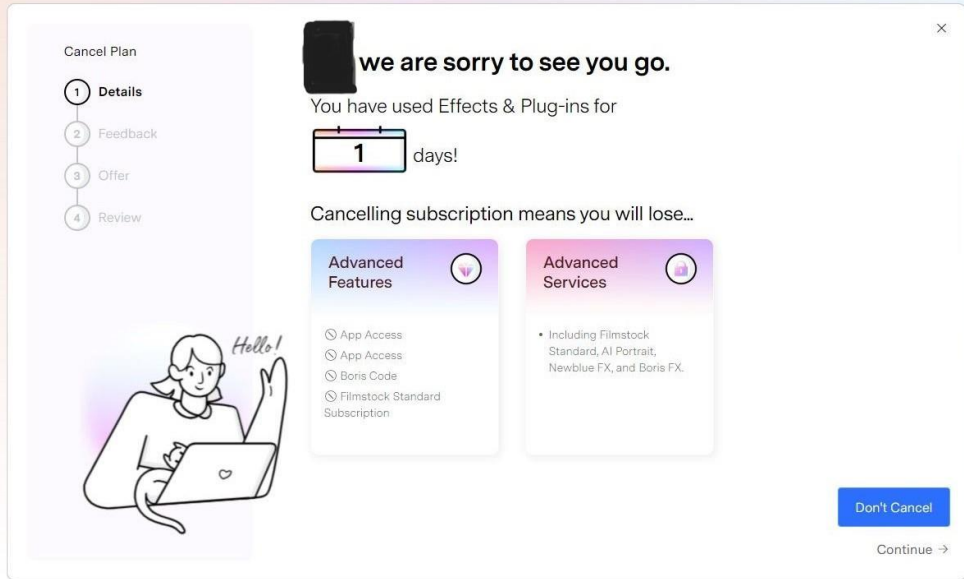 Cancel Plan
1 Details
2 Feedback
3 Offer
4 Review
Hello!
we are sorry to see you go.
You have used Effects & Plug-ins for
1 days!
Cancelling subscription means you will lose...
Advanced
Features
App Access
App Access
Boris Code
Filmstock Standard
Subscription
Advanced
Services
• Including Filmstock
Standard, AI Portrait,
Newblue FX, and Boris FX.
Don't Cancel
Continue →